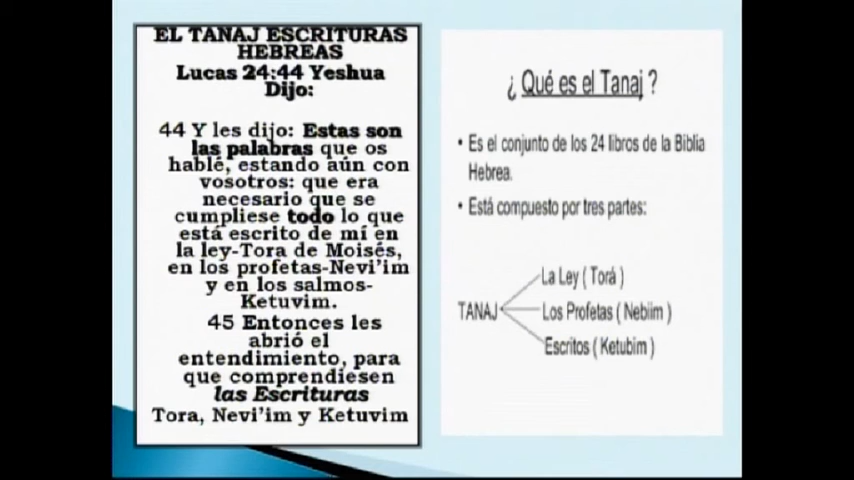 EL TANAJ ESCRITURAS
HEBREAS
Lucas 24:44 Yeshua
Dijo:
44 Y les dijo: Estas son
las palabras que os
hablé, estando aún con
vosotros: que era
necesario que se
cumpliese todo lo que
está escrito de mí en
la ley-Tora de Moisés,
en los profetas-Nevi'im
y en los salmos-
Ketuvim.
45 Entonces les
abrió el
entendimiento, para
que comprendiesen
las Escrituras
Tora, Nevi'im y Ketuvim
¿ Qué es el Tanaj ?
• Es el conjunto de los 24 libros de la Biblia
Hebrea.
• Está compuesto por tres partes:
La Ley ( Torá )
TANAJ Los Profetas ( Nebiim )
Escritos ( Ketubim )